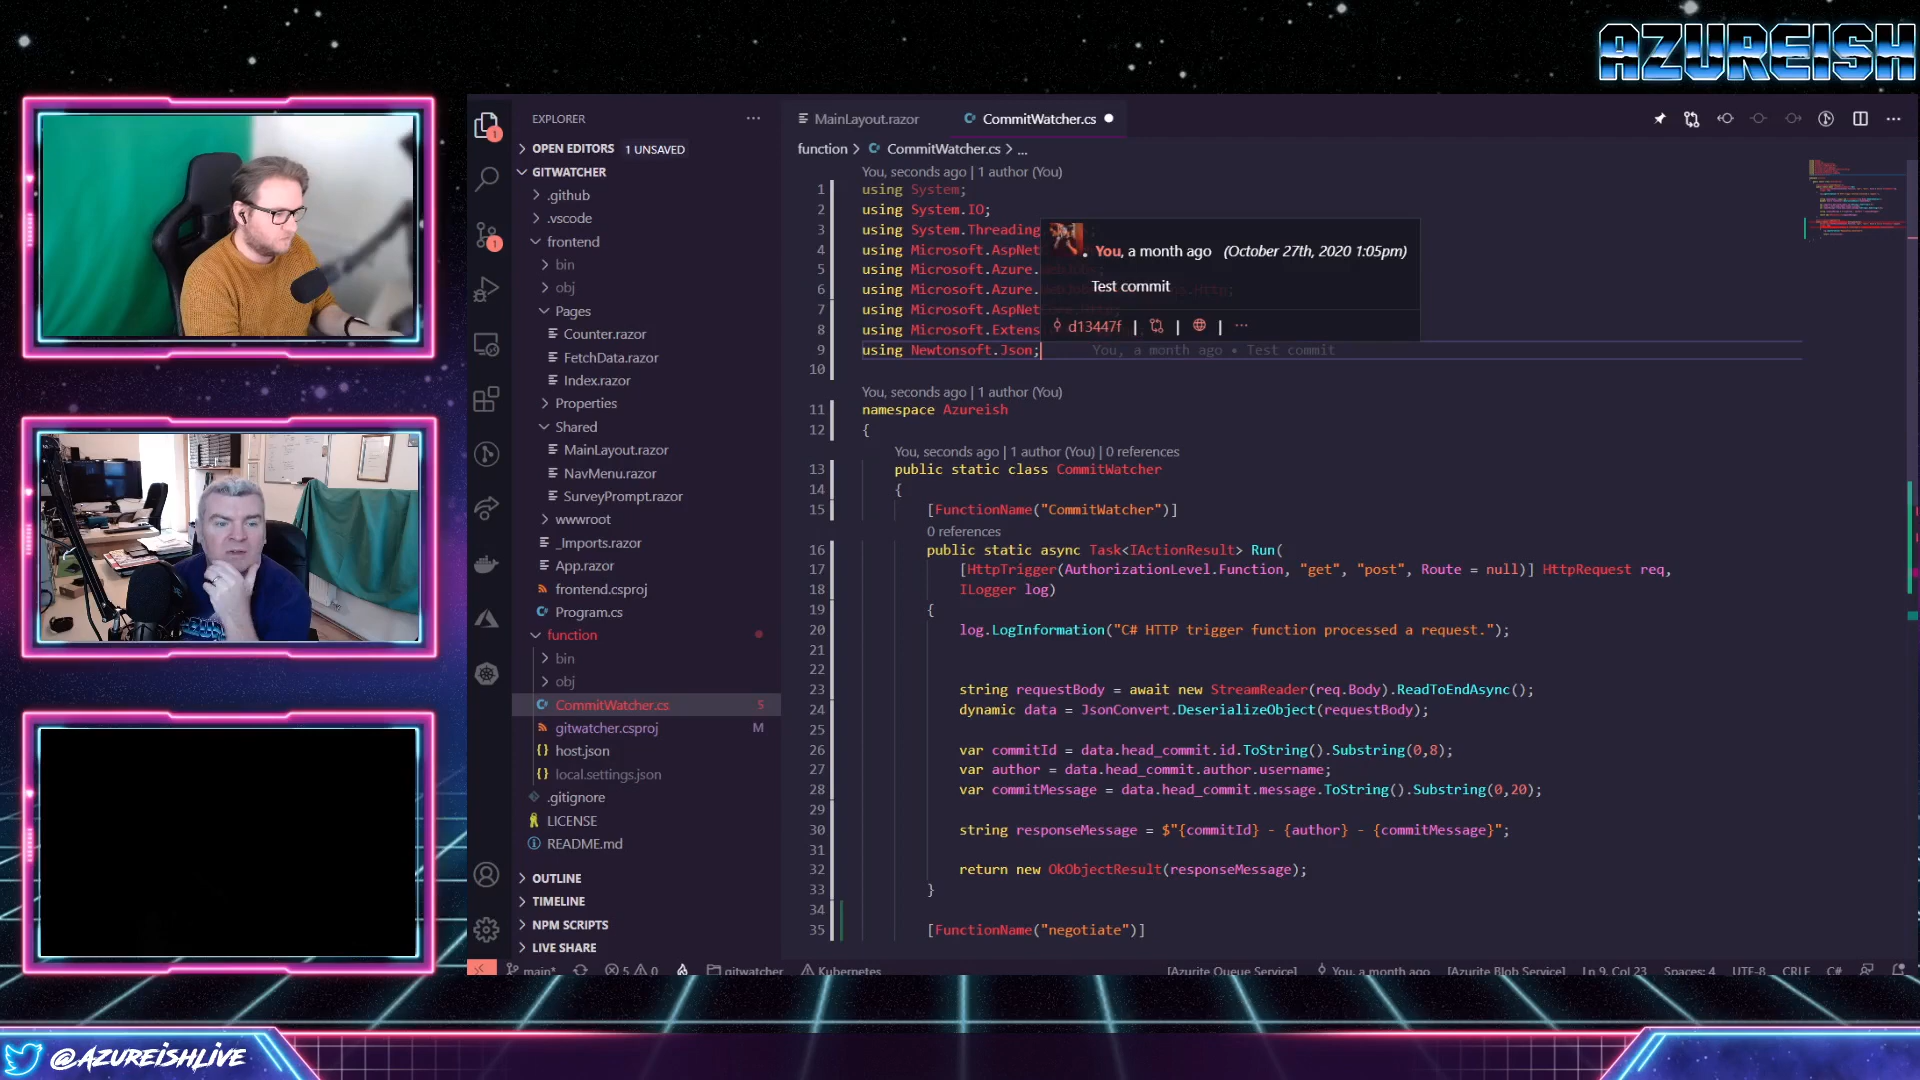 AZUREISH
EXPLORER
OPEN EDITORS 1 UNSAVED
GITWATCHER
.github
.vscode
frontend
bin
obj
Pages
Counter.razor
FetchData.razor
Index.razor
Properties
Shared
MainLayout.razor
NavMenu.razor
SurveyPrompt.razor
wwwroot
_Imports.razor
App.razor
frontend.csproj
Program.cs
function
bin
obj
CommitWatcher.cs 5
gitwatcher.csproj M
host.json
local.settings.json
.gitignore
LICENSE
README.md
OUTLINE
TIMELINE
NPM SCRIPTS
LIVE SHARE
MainLayout.razor CommitWatcher.cs
function > CommitWatcher.cs > ...
You, seconds ago | 1 author (You)
1 using System;
2 using System.IO;
3 using System.Threading
4 using Microsoft.AspNet
5 using Microsoft.Azure.
6 using Microsoft.Azure.
7 using Microsoft.AspNet
8 using Microsoft.Extens
9 using Newtonsoft.Json; You, a month ago • Test commit
10
You, a month ago (October 27th, 2020 1:05pm)
Test commit
d13447f | | | ...
You, seconds ago | 1 author (You)
11 namespace Azureish
12 {
You, seconds ago | 1 author (You) | 0 references
13 public static class CommitWatcher
14 {
15 [FunctionName("CommitWatcher")]
0 references
16 public static async Task<IActionResult> Run(
17 [HttpTrigger(AuthorizationLevel.Function, "get", "post", Route = null)] HttpRequest req,
18 ILogger log)
19 {
20 log.LogInformation("C# HTTP trigger function processed a request.");
21
22
23 string requestBody = await new StreamReader(req.Body).ReadToEndAsync();
24 dynamic data = JsonConvert.DeserializeObject(requestBody);
25
26 var commitId = data.head_commit.id.ToString().Substring(0,8);
27 var author = data.head_commit.author.username;
28 var commitMessage = data.head_commit.message.ToString().Substring(0,20);
29
30 string responseMessage = $"{commitId} - {author} - {commitMessage}";
31
32 return new OkObjectResult(responseMessage);
33 }
34
35 [FunctionName("negotiate")]
main* 5 0 gitwatcher Kubernetes [Azurite Queue Service] You, a month ago [Azurite Blob Service] Ln 9, Col 23 Spaces: 4 UTF-8 CRLF C#
@AZUREISHLIVE